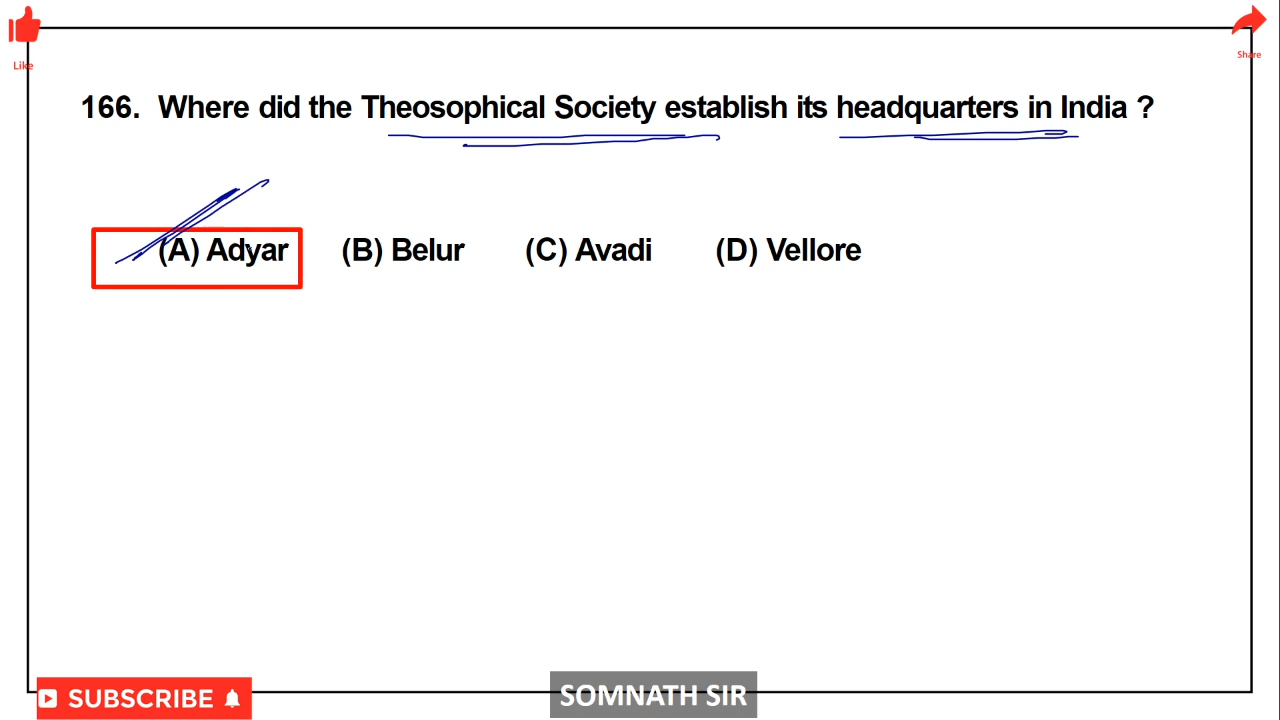 Like
Share
166. Where did the Theosophical Society establish its headquarters in India ?
(A) Adyar (B) Belur (C) Avadi (D) Vellore
SUBSCRIBE
SOMNATH SIR